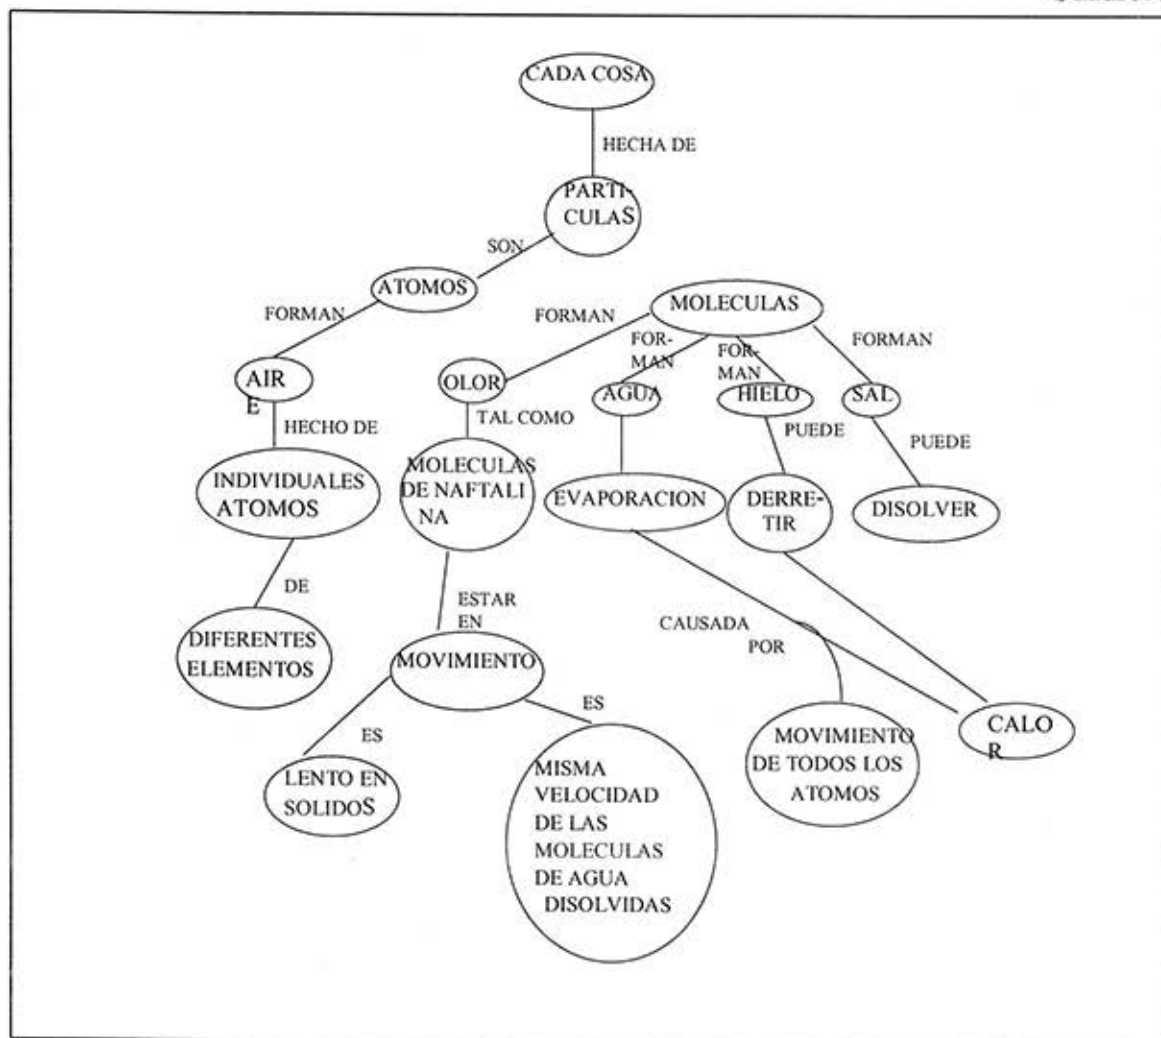 CADA COSA
HECHA DE
PARTI-
CULAS
SON
ATOMOS
MOLECULAS
FORMAN
FORMAN
FOR-
MAN
FOR-
MAN
FORMAN
AIR
E
OLOR
AGUA
HIELO
SAL
HECHO DE
TAL COMO
PUEDE
PUEDE
INDIVIDUALES
ATOMOS
MOLECULAS
DE NAFTALI
NA
EVAPORACION
DERRE-
TIR
DISOLVER
DE
ESTAR
EN
CAUSADA
POR
DIFERENTES
ELEMENTOS
MOVIMIENTO
ES
ES
LENTO EN
SOLIDOS
MISMA
VELOCIDAD
DE LAS
MOLECULAS
DE AGUA
DISOLVIDAS
MOVIMIENTO
DE TODOS LOS
ATOMOS
CALO
R